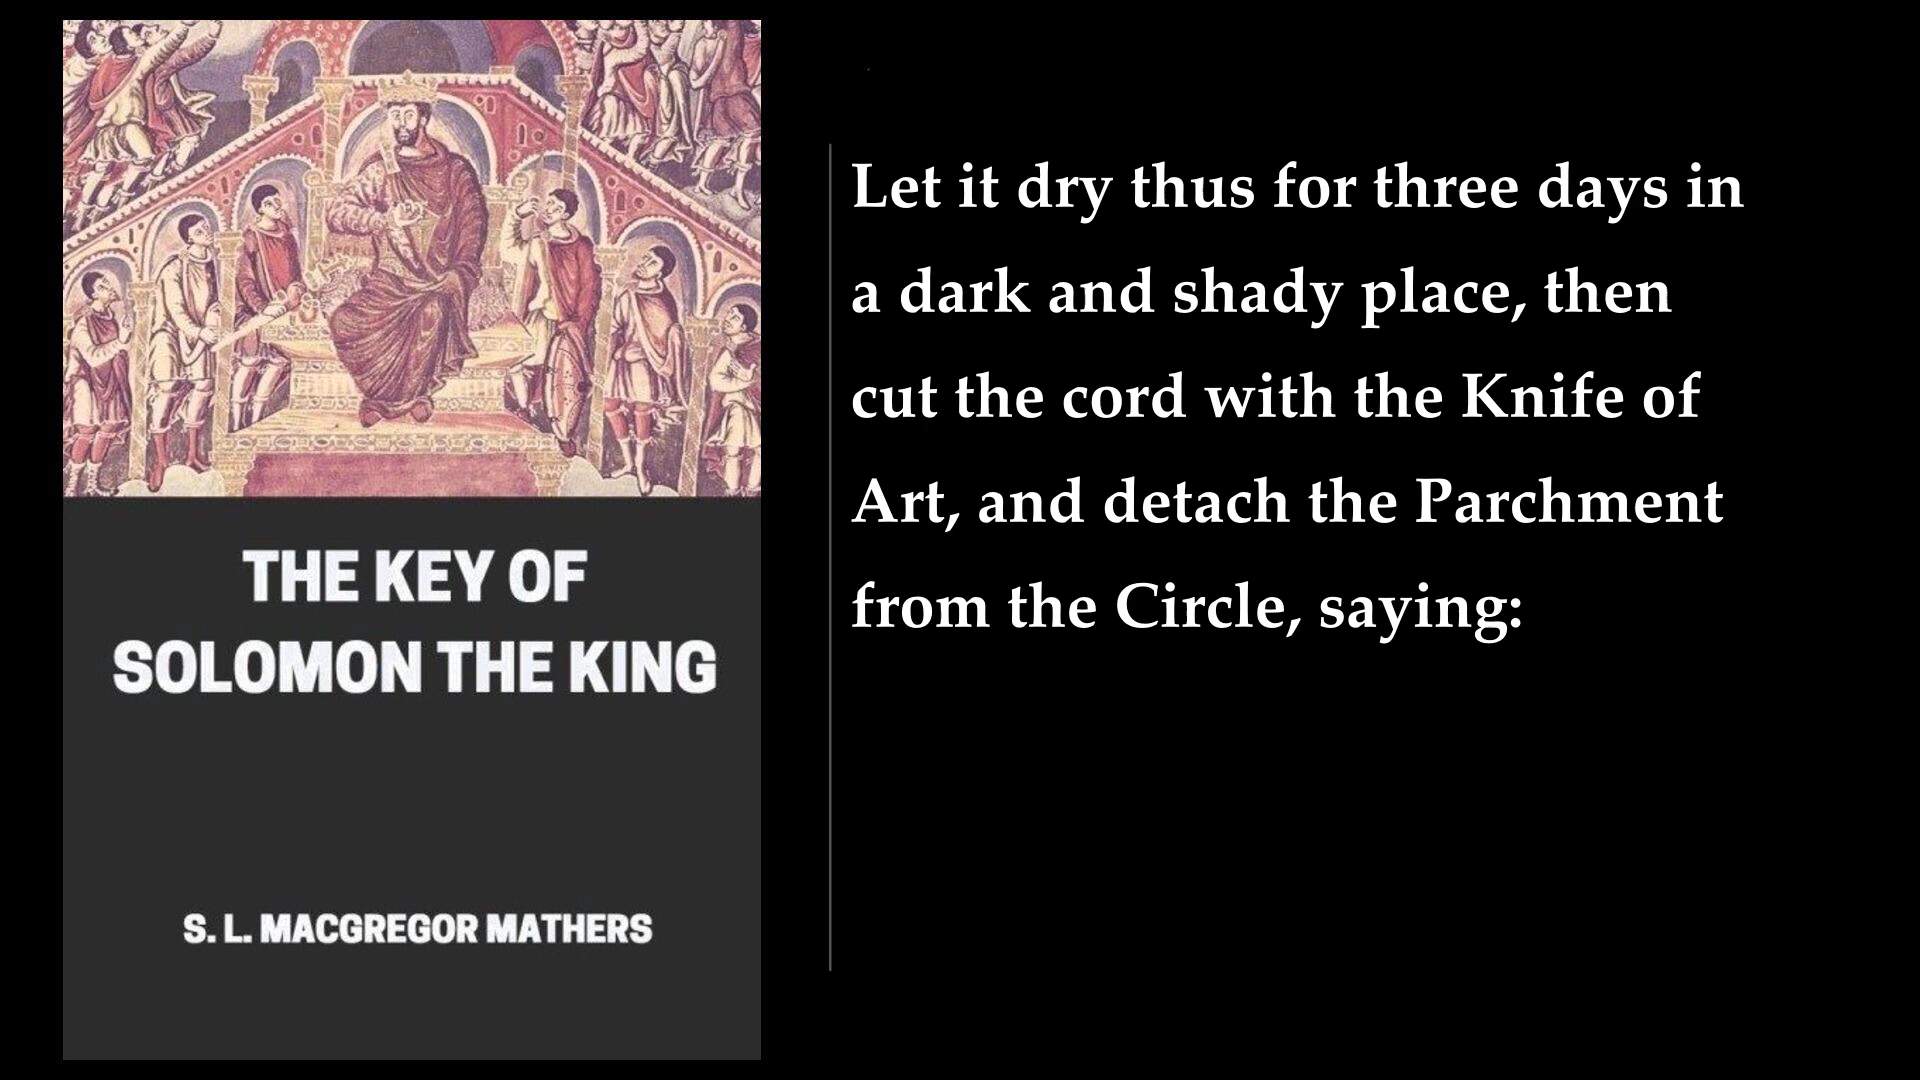 THE KEY OF
SOLOMON THE KING
S. L. MACGREGOR MATHERS
Let it dry thus for three days in
a dark and shady place, then
cut the cord with the Knife of
Art, and detach the Parchment
from the Circle, saying: